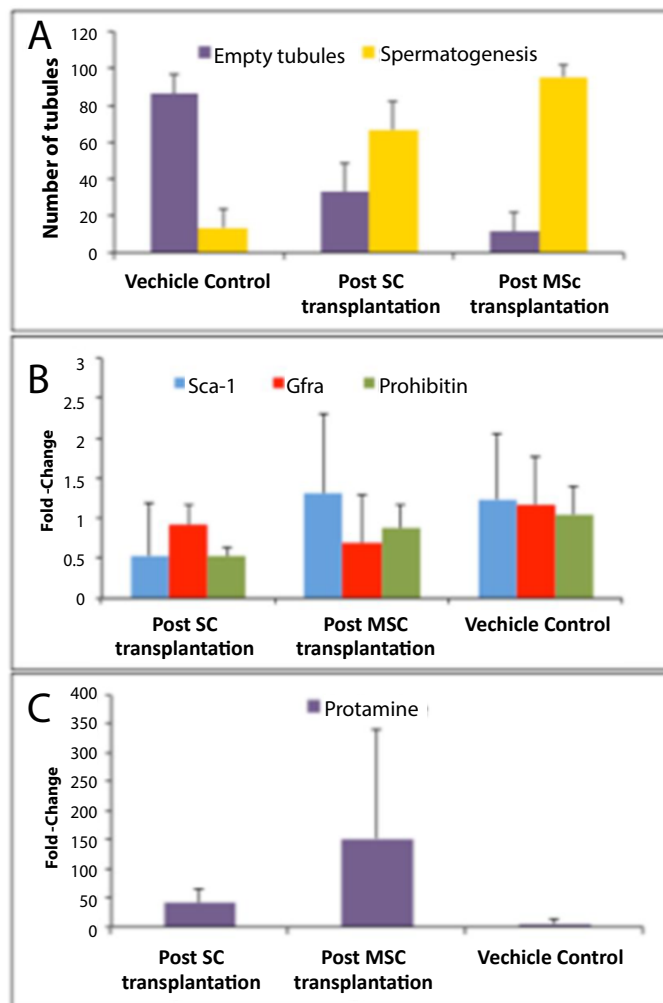 A
Empty tubules Spermatogenesis
Number of tubules
120
100
80
60
40
20
0
Vechicle Control
Post SC
transplantation
Post MSc
transplantation
B
Sca-1 Gfra Prohibitin
Fold -Change
3
2.5
2
1.5
1
0.5
0
Post SC
transplantation
Post MSC
transplantation
Vechicle Control
C
Protamine
Fold -Change
400
350
300
250
200
150
100
50
0
Post SC
transplantation
Post MSC
transplantation
Vechicle Control